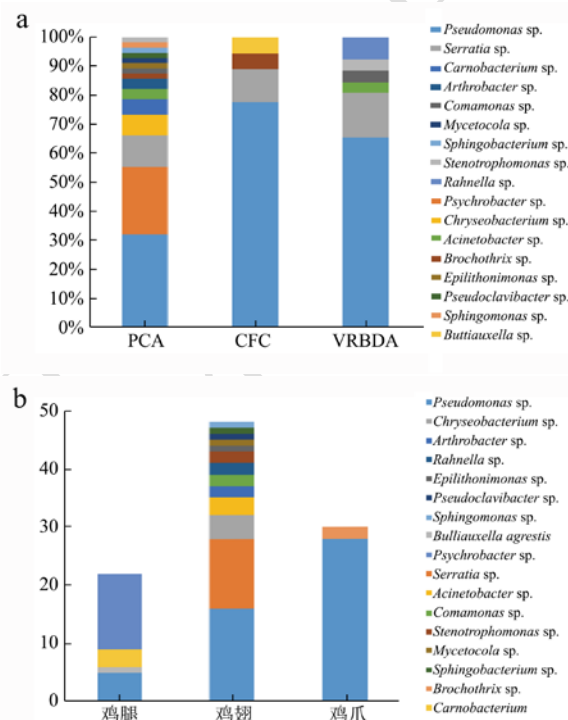 a
100%
90%
80%
70%
60%
50%
40%
30%
20%
10%
0%
PCA CFC VRBDA
Pseudomonas sp.
Serratia sp.
Carnobacterium sp.
Arthrobacter sp.
Comamonas sp.
Mycetocola sp.
Sphingobacterium sp.
Stenotrophomonas sp.
Rahnella sp.
Psychrobacter sp.
Chryseobacterium sp.
Acinetobacter sp.
Brochothrix sp.
Epilithonimonas sp.
Pseudoclavibacter sp.
Sphingomonas sp.
Buttiauxella sp.
b
50
40
30
20
10
0
鸡腿 鸡翅 鸡爪
Pseudomonas sp.
Chryseobacterium sp.
Arthrobacter sp.
Rahnella sp.
Epilithonimonas sp.
Pseudoclavibacter sp.
Sphingomonas sp.
Bulliauxella agrestis
Psychrobacter sp.
Serratia sp.
Acinetobacter sp.
Comamonas sp.
Stenotrophomonas sp.
Mycetocola sp.
Sphingobacterium sp.
Brochothrix sp.
Carnobacterium